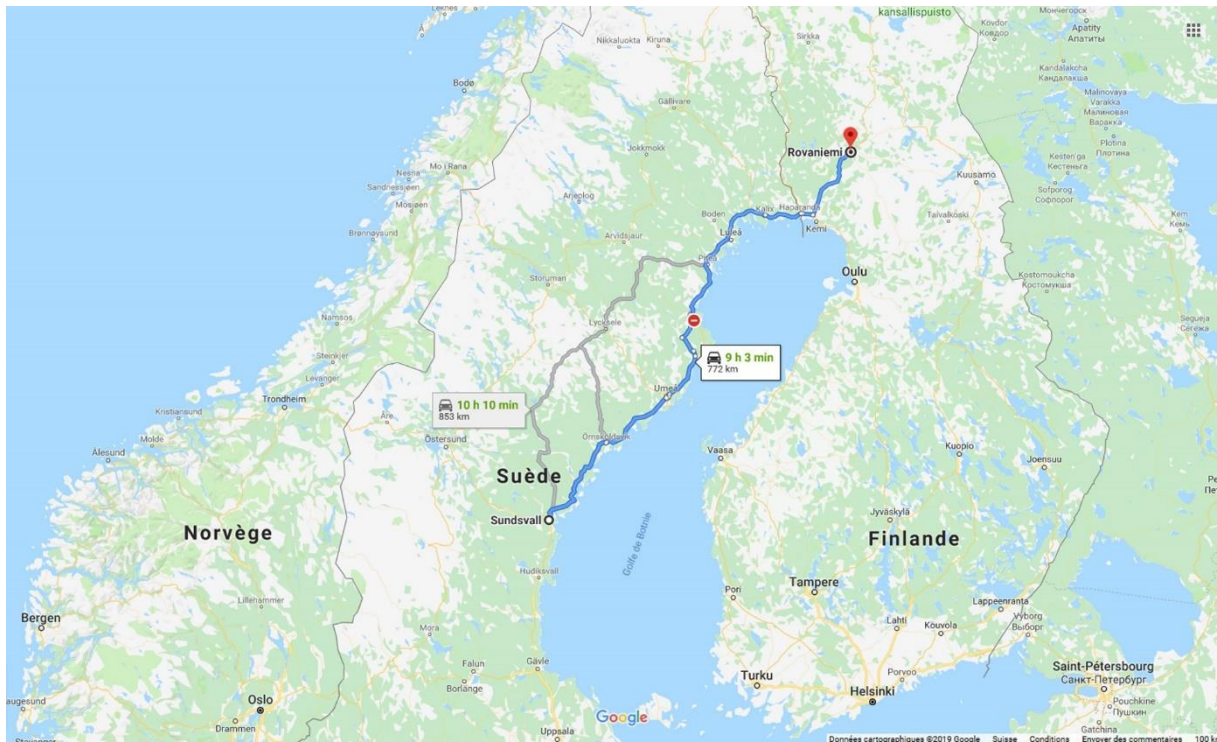 kansallispuisto
Мончегорск
Apatity
Апатиты
Kovdor
Ковдор
Bodø
Nikkaluokta
Kiruna
Sirkka
Kandalakcha
Кандалакша
Gällivare
Malinovaya
Varakka
Малиновая
Варакка
Jokkmokk
Rovaniemi
Plotina
Плотина
Mo i Rana
Nesna
Sandnessjøen
Mosjøen
Arjeplog
Kuusamo
Kestenga
Кестеньга
Sofporog
Софпорог
Brønnøysund
Boden
Kalix
Haparanda
Kemi
Taivalkoski
Kem
Кемь
Arvidsjaur
Luleå
Piteå
Oulu
Storuman
Kostomoukcha
Костомукша
Namsos
Lycksele
Segueja
Сегежа
Steinkjer
Levanger
9 h 3 min
772 km
Umeå
10 h 10 min
853 km
Trondheim
Kristiansund
Molde
Åre
Östersund
Örnsköldsvik
Ålesund
Vaasa
Kuopio
Joensuu
Suède
Sundsvall
Norvège
Golfe de Botnie
Jyväskylä
Finlande
Hudiksvall
Lillehammer
Tampere
Pori
Lappeenranta
Bergen
Mora
Lahti
Kouvola
Vyborg
Выборг
Falun
Borlänge
Gävle
Turku
Porvoo
Saint-Pétersbourg
Санкт-Петербург
Oslo
Helsinki
Pouchkine
Пушкин
Drammen
Google
Uppsala
Gatchina
Données cartographiques ©2019 Google Suisse Conditions Envoyer des commentaires 100 km